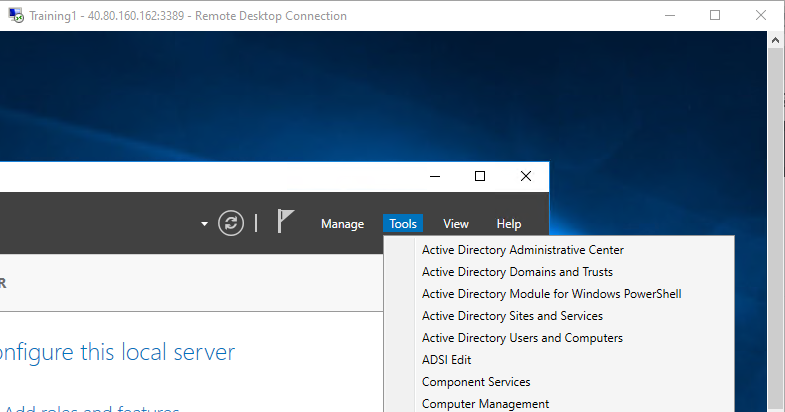 Training1 - 40.80.160.162:3389 - Remote Desktop Connection
Manage Tools View Help
Active Directory Administrative Center
Active Directory Domains and Trusts
Active Directory Module for Windows PowerShell
R
Active Directory Sites and Services
Active Directory Users and Computers
onfigure this local server
ADSI Edit
Component Services
Computer Management
Add roles and features